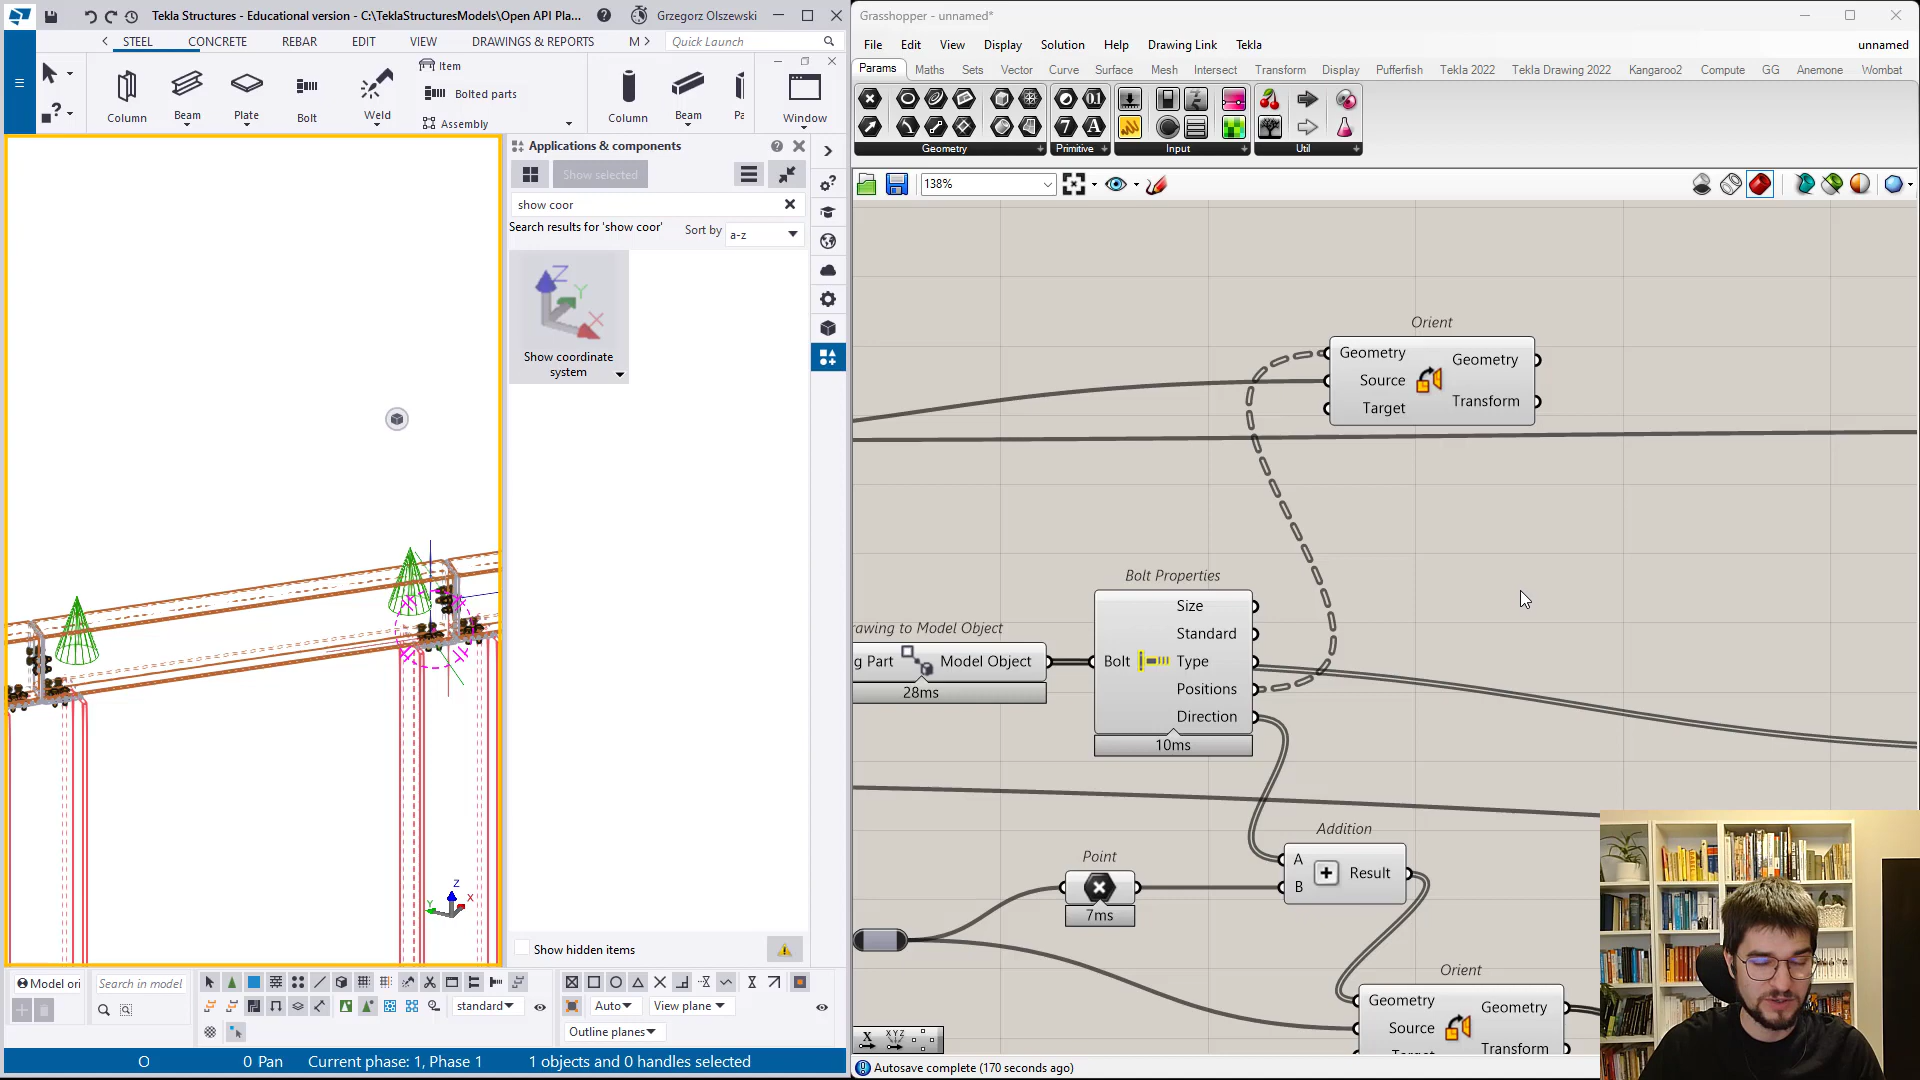 Tekla Structures - Educational version - C:\TeklaStructuresModels\Open API Pla...
Grzegorz Olszewski
STEEL
CONCRETE
REBAR
EDIT
VIEW
DRAWINGS & REPORTS
M
Quick Launch
Column
Beam
Plate
Bolt
Weld
Item
Bolted parts
Assembly
Column
Beam
Pa
Window
Applications & components
Show selected
show coor
Search results for 'show coor'
Sort by
a-z
Show coordinate
system
Z
Y
X
Z
Y
X
Show hidden items
Model ori
Search in model
standard
Auto
View plane
Outline planes
O
0 Pan
Current phase: 1, Phase 1
1 objects and 0 handles selected
Grasshopper - unnamed*
File
Edit
View
Display
Solution
Help
Drawing Link
Tekla
unnamed
Params
Maths
Sets
Vector
Curve
Surface
Mesh
Intersect
Transform
Display
Pufferfish
Tekla 2022
Tekla Drawing 2022
Kangaroo2
Compute
GG
Anemone
Wombat
Geometry
Primitive
Input
Util
138%
Orient
Geometry
Source
Target
Geometry
Transform
Bolt Properties
Size
Standard
Bolt
Type
Positions
Direction
10ms
rawing to Model Object
g Part
Model Object
28ms
Addition
A
B
Result
Point
7ms
Orient
Geometry
Source
Target
Geometry
Transform
X
XYZ
Autosave complete (170 seconds ago)